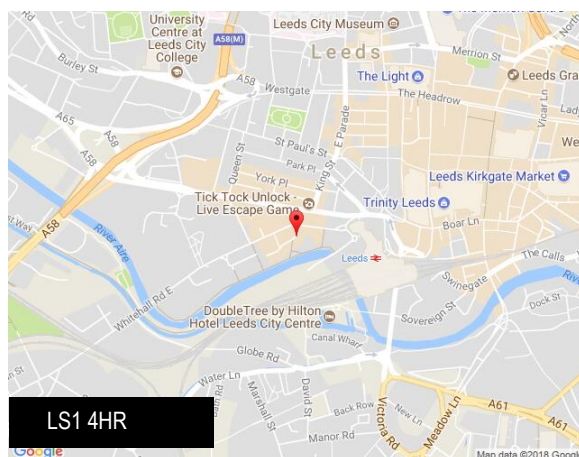 University
Centre at
Leeds City
College
A58(M)
Leeds City Museum
Leeds
Merrion St
North
Burley St
A58
Westgate
The Light
The Headrow
Leeds Gra
Vicar Ln
Lad
A65
St Paul's St
E Parade
Park Pl
Queen St
King St
York Pl
We
Leeds Kirkgate Market
Tick Tock Unlock -
Live Escape Game
Trinity Leeds
Boar Ln
A58
River Aire
Leeds
The Calls
Swinegate
River
Dock St
Whitehall Rd E
DoubleTree by Hilton
Hotel Leeds City Centre
Sovereign St
Canal Wharf
Globe Rd
Water Ln
David St
Marshall St
Back Row
New Ln
Victoria Rd
Meadow Ln
A61
A61
Manor Rd
LS1 4HR
Google
Map data ©2018 Google